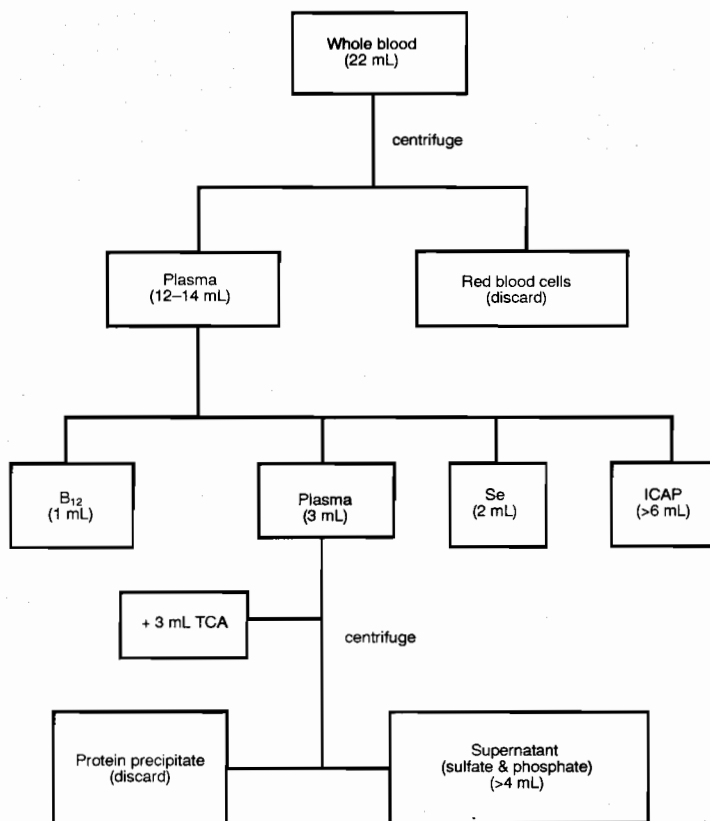 Whole blood
(22 mL)
centrifuge
Plasma
(12–14 mL)
Red blood cells
(discard)
B₁₂
(1 mL)
Plasma
(3 mL)
Se
(2 mL)
ICAP
(>6 mL)
+ 3 mL TCA
centrifuge
Protein precipitate
(discard)
Supernatant
(sulfate & phosphate)
(>4 mL)